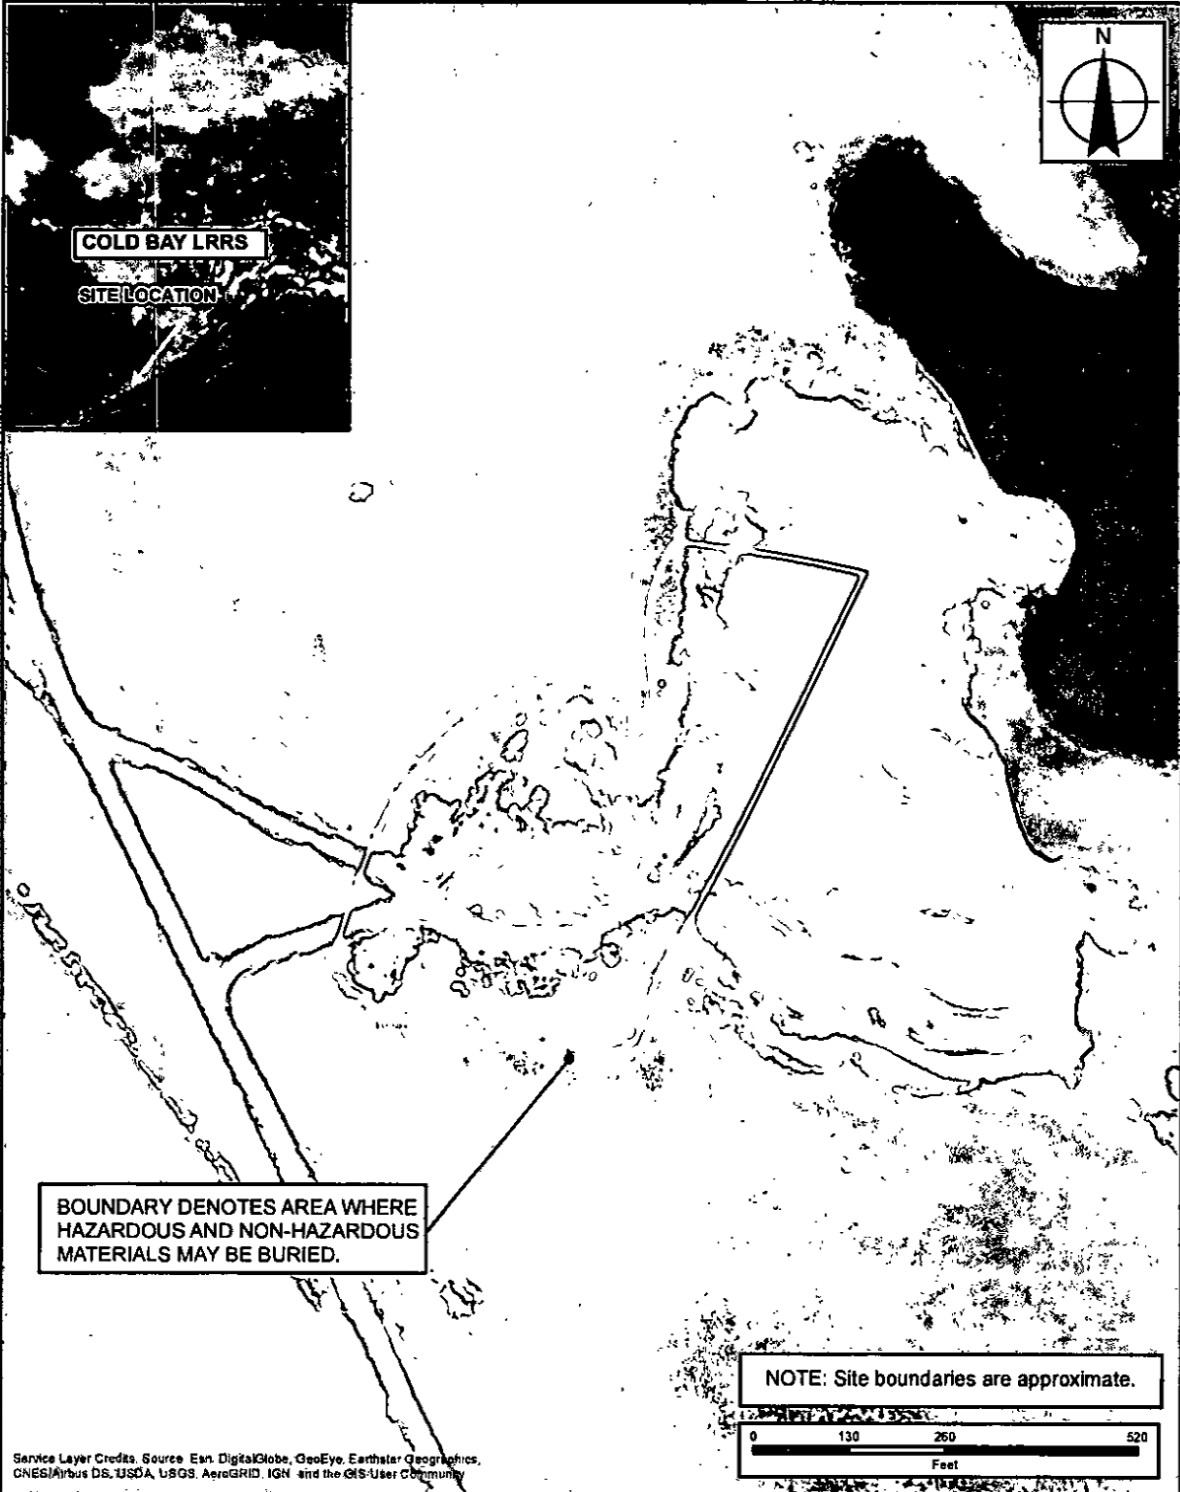 N
COLD BAY LRRS
SITE LOCATION
BOUNDARY DENOTES AREA WHERE
HAZARDOUS AND NON-HAZARDOUS
MATERIALS MAY BE BURIED.
NOTE: Site boundaries are approximate.
0 130 260 520
Feet
Service Layer Credits, Source Esri, DigitalGlobe, GeoEye, Earthstar Geographics,
CNES/Airbus DS, USDA, USGS, AeroGRID, IGN and the GIS User Community